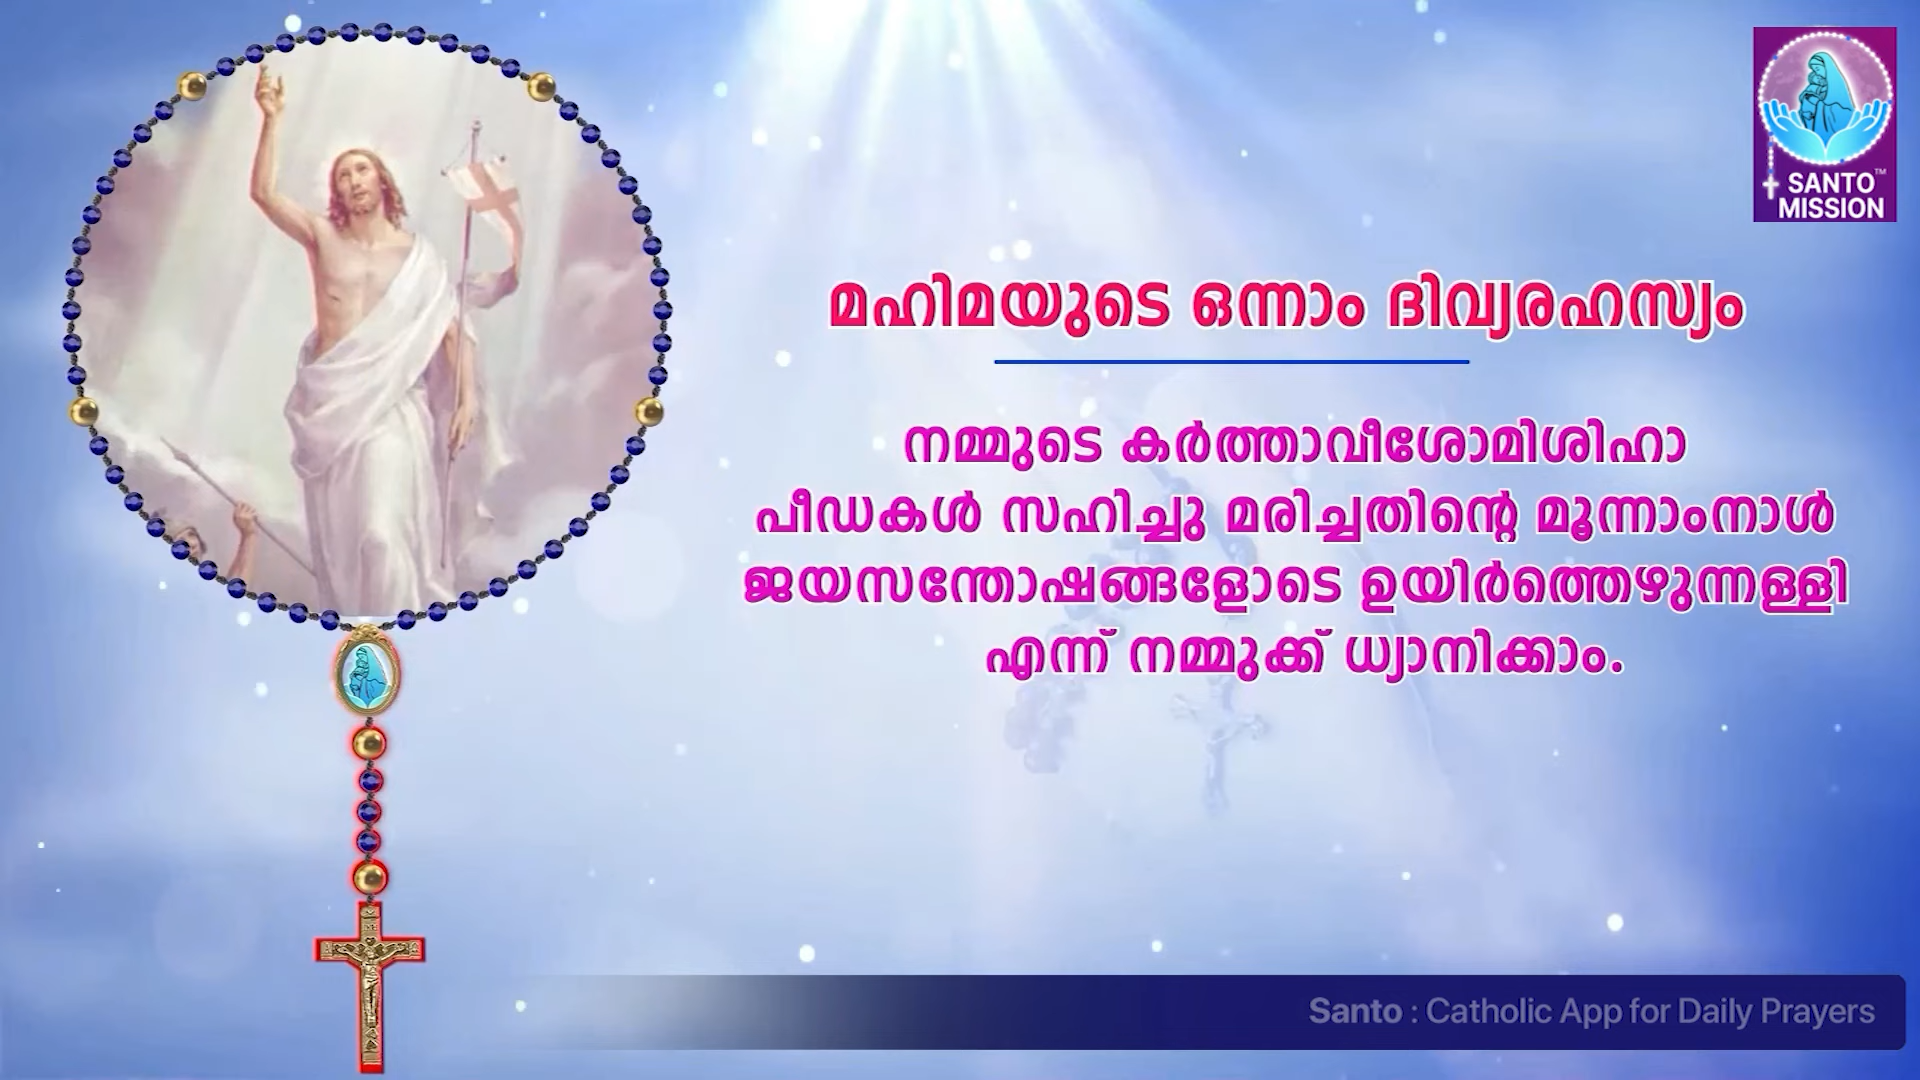 SANTO™
MISSION
മഹിമയുടെ ഒന്നാം ദിവ്യരഹസ്യം
നമ്മുടെ കർത്താവീശോമിശിഹാ
പീഡകൾ സഹിച്ചു മരിച്ചതിന്റെ മൂന്നാംനാൾ
ജയസന്തോഷങ്ങളോടെ ഉയിർത്തെഴുന്നള്ളി
എന്ന് നമ്മുക്ക് ധ്യാനിക്കാം.
Santo : Catholic App for Daily Prayers